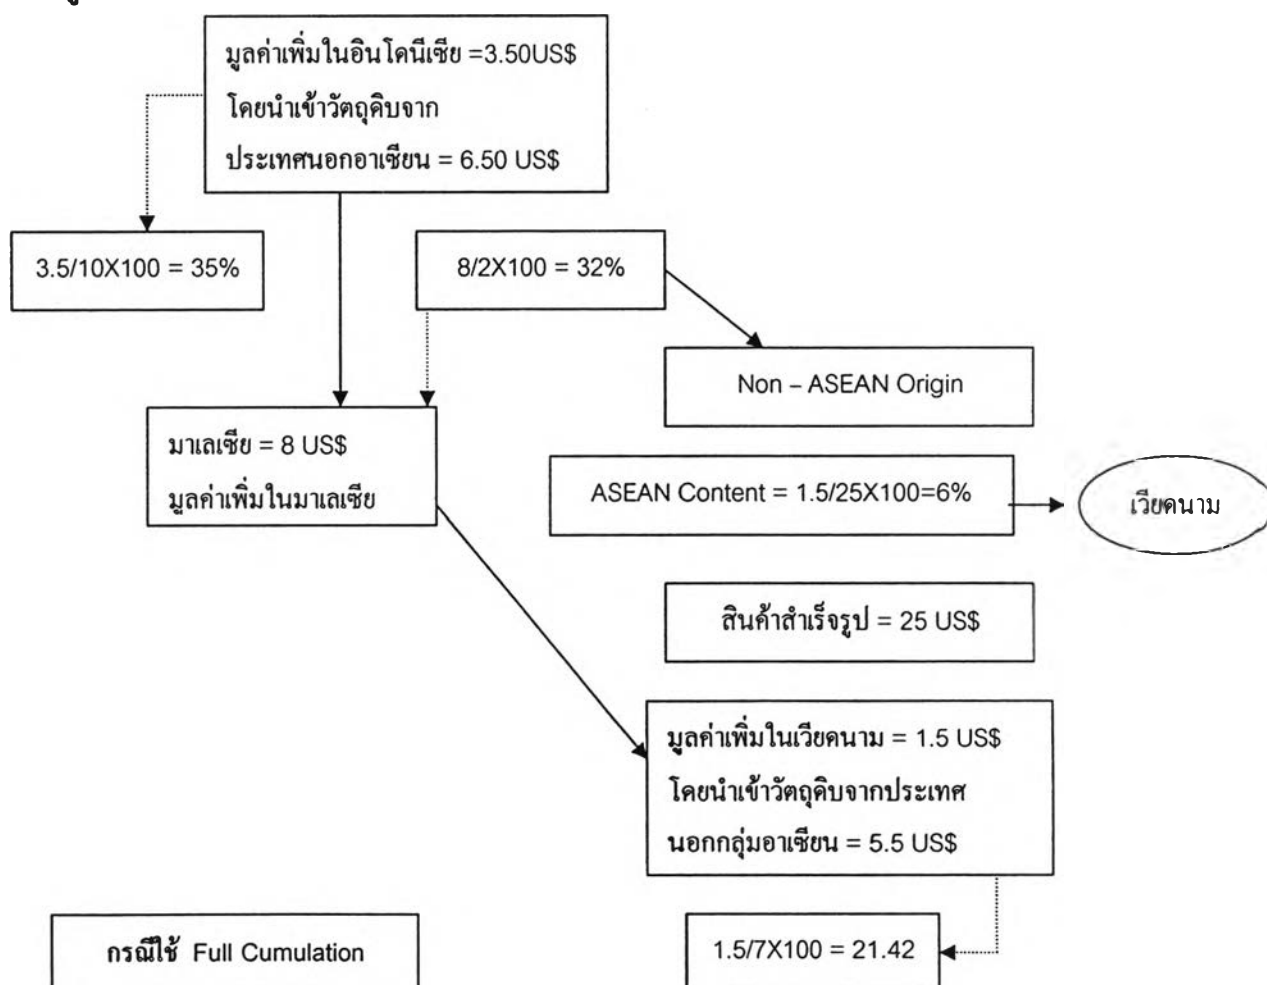 มูลค่าเพิ่มในอินโดนีเซีย =3.50US$
โดยนำเข้าวัตถุดิบจาก
ประเทศนอกอาเซียน = 6.50 US$
3.5/10X100 = 35%
8/2X100 = 32%
Non – ASEAN Origin
มาเลเซีย = 8 US$
มูลค่าเพิ่มในมาเลเซีย
ASEAN Content = 1.5/25X100=6%
เวียดนาม
สินค้าสำเร็จรูป = 25 US$
มูลค่าเพิ่มในเวียดนาม = 1.5 US$
โดยนำเข้าวัตถุดิบจากประเทศ
นอกกลุ่มอาเซียน = 5.5 US$
กรณีใช้ Full Cumulation
1.5/7X100 = 21.42